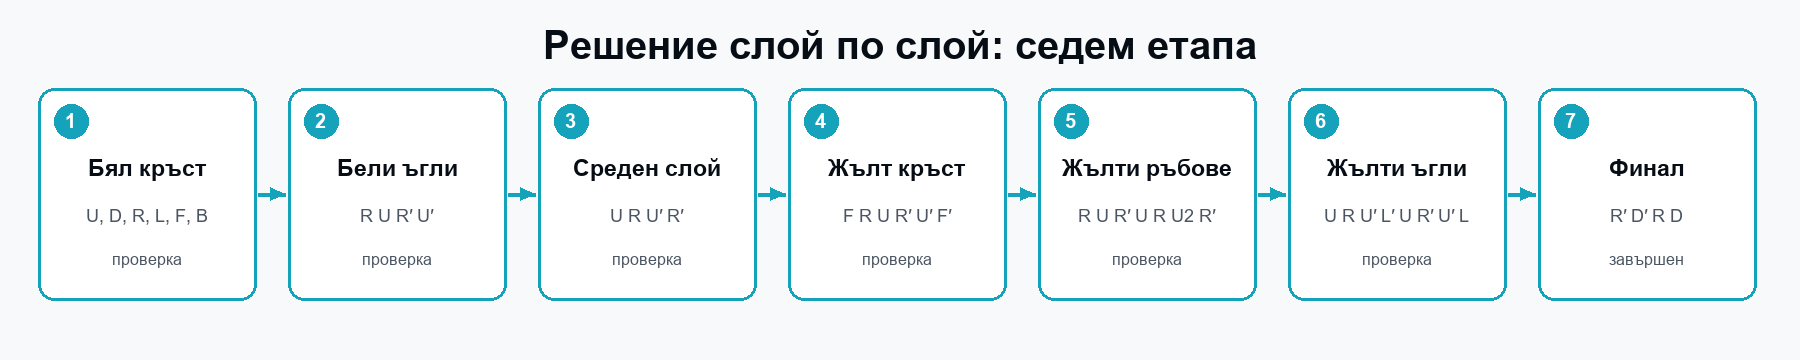 Решение слой по слой: седем етапа
1
Бял кръст
U, D, R, L, F, B
проверка
2
Бели ъгли
R U R′ U′
проверка
3
Среден слой
U R U′ R′
проверка
4
Жълт кръст
F R U R′ U′ F′
проверка
5
Жълти ръбове
R U R′ U R U2 R′
проверка
6
Жълти ъгли
U R U′ L′ U R′ U′ L
проверка
7
Финал
R′ D′ R D
завършен